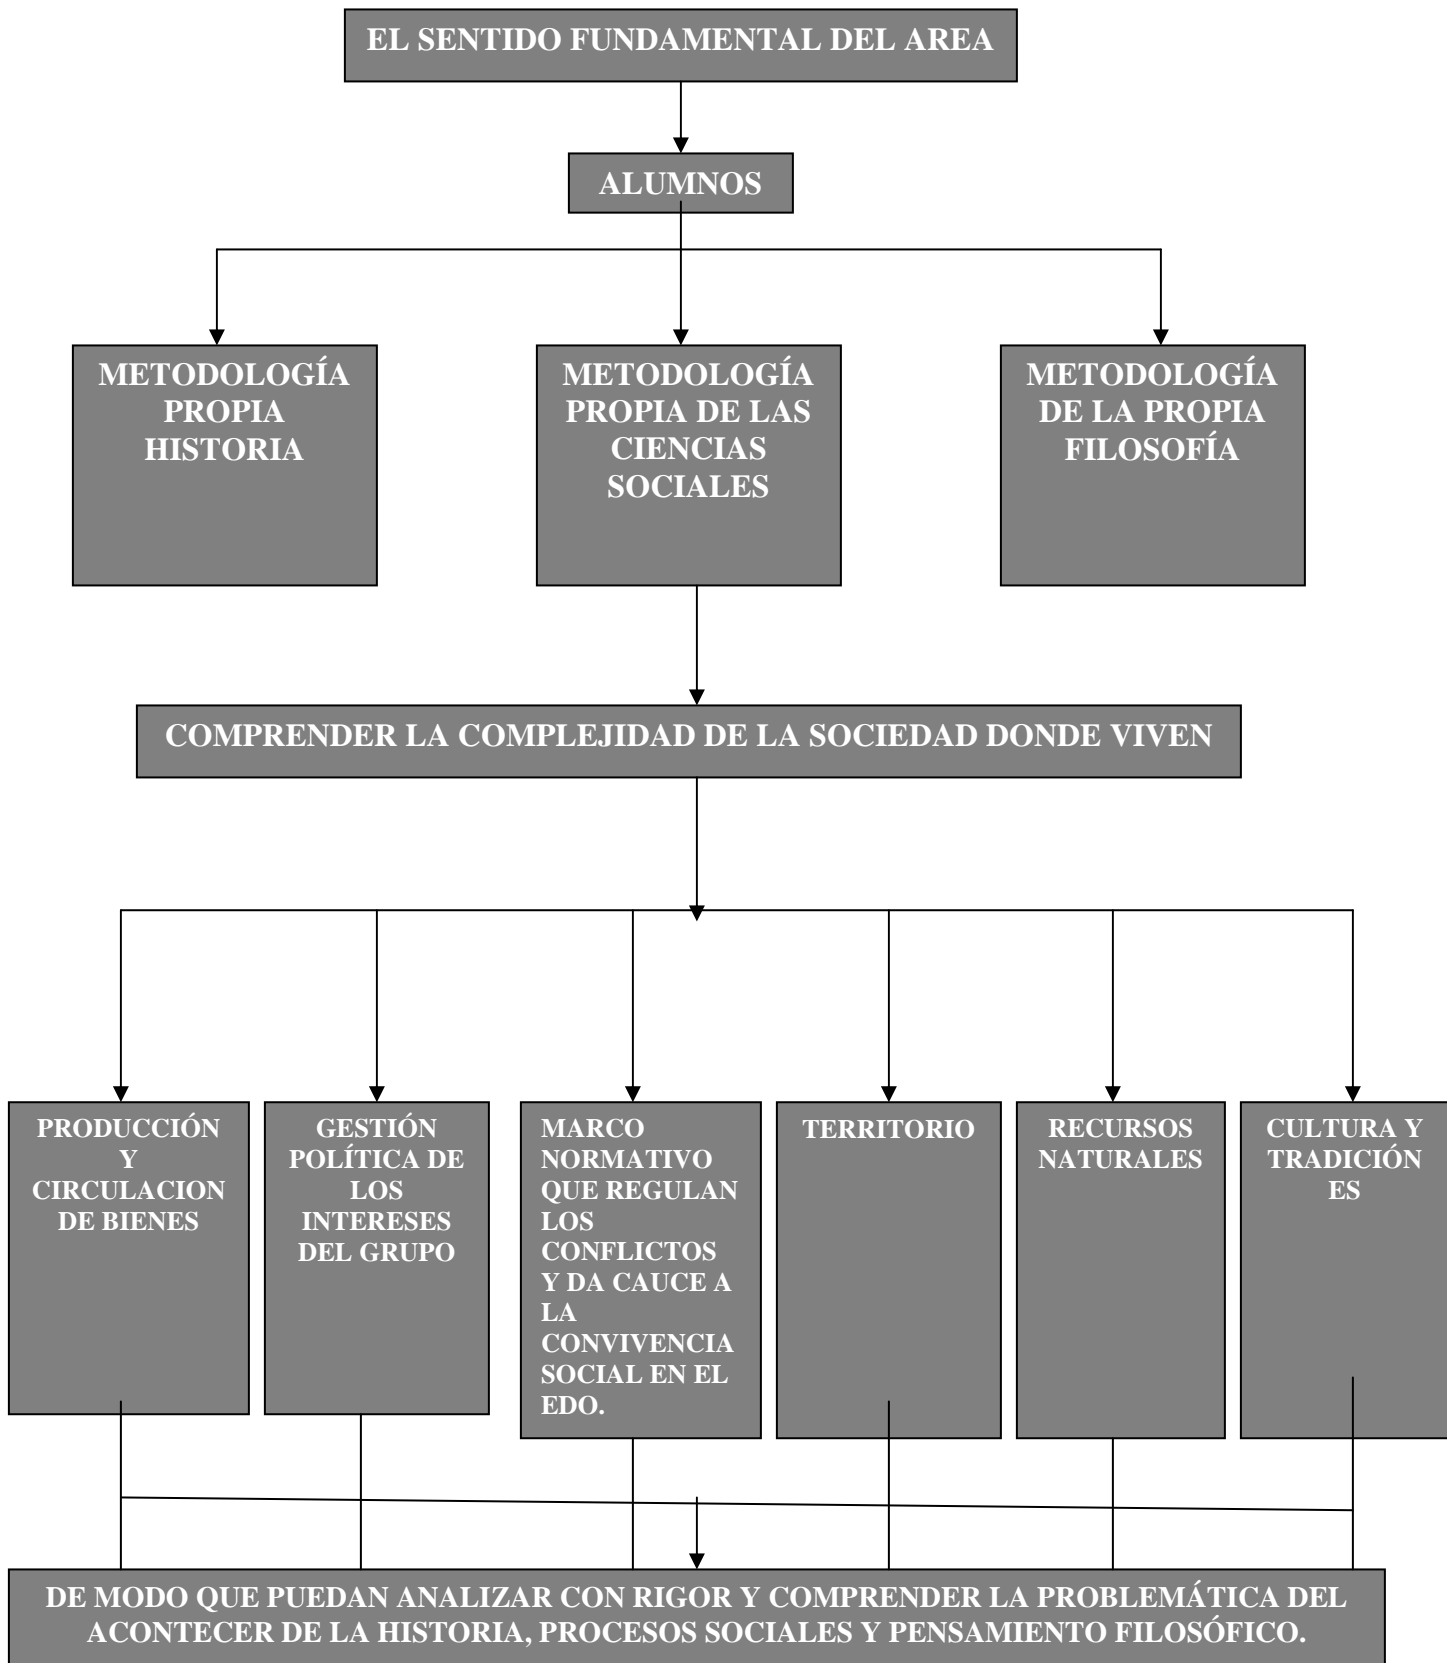 EL SENTIDO FUNDAMENTAL DEL AREA
ALUMNOS
METODOLOGÍA
PROPIA
HISTORIA
METODOLOGÍA
PROPIA DE LAS
CIENCIAS
SOCIALES
METODOLOGÍA
DE LA PROPIA
FILOSOFÍA
COMPRENDER LA COMPLEJIDAD DE LA SOCIEDAD DONDE VIVEN
PRODUCCIÓN
Y
CIRCULACION
DE BIENES
GESTIÓN
POLÍTICA DE
LOS
INTERESES
DEL GRUPO
MARCO
NORMATIVO
QUE REGULAN
LOS
CONFLICTOS
Y DA CAUCE A
LA
CONVIVENCIA
SOCIAL EN EL
EDO.
TERRITORIO
RECURSOS
NATURALES
CULTURA Y
TRADICIÓN
ES
DE MODO QUE PUEDAN ANALIZAR CON RIGOR Y COMPRENDER LA PROBLEMÁTICA DEL
ACONTECER DE LA HISTORIA, PROCESOS SOCIALES Y PENSAMIENTO FILOSÓFICO.